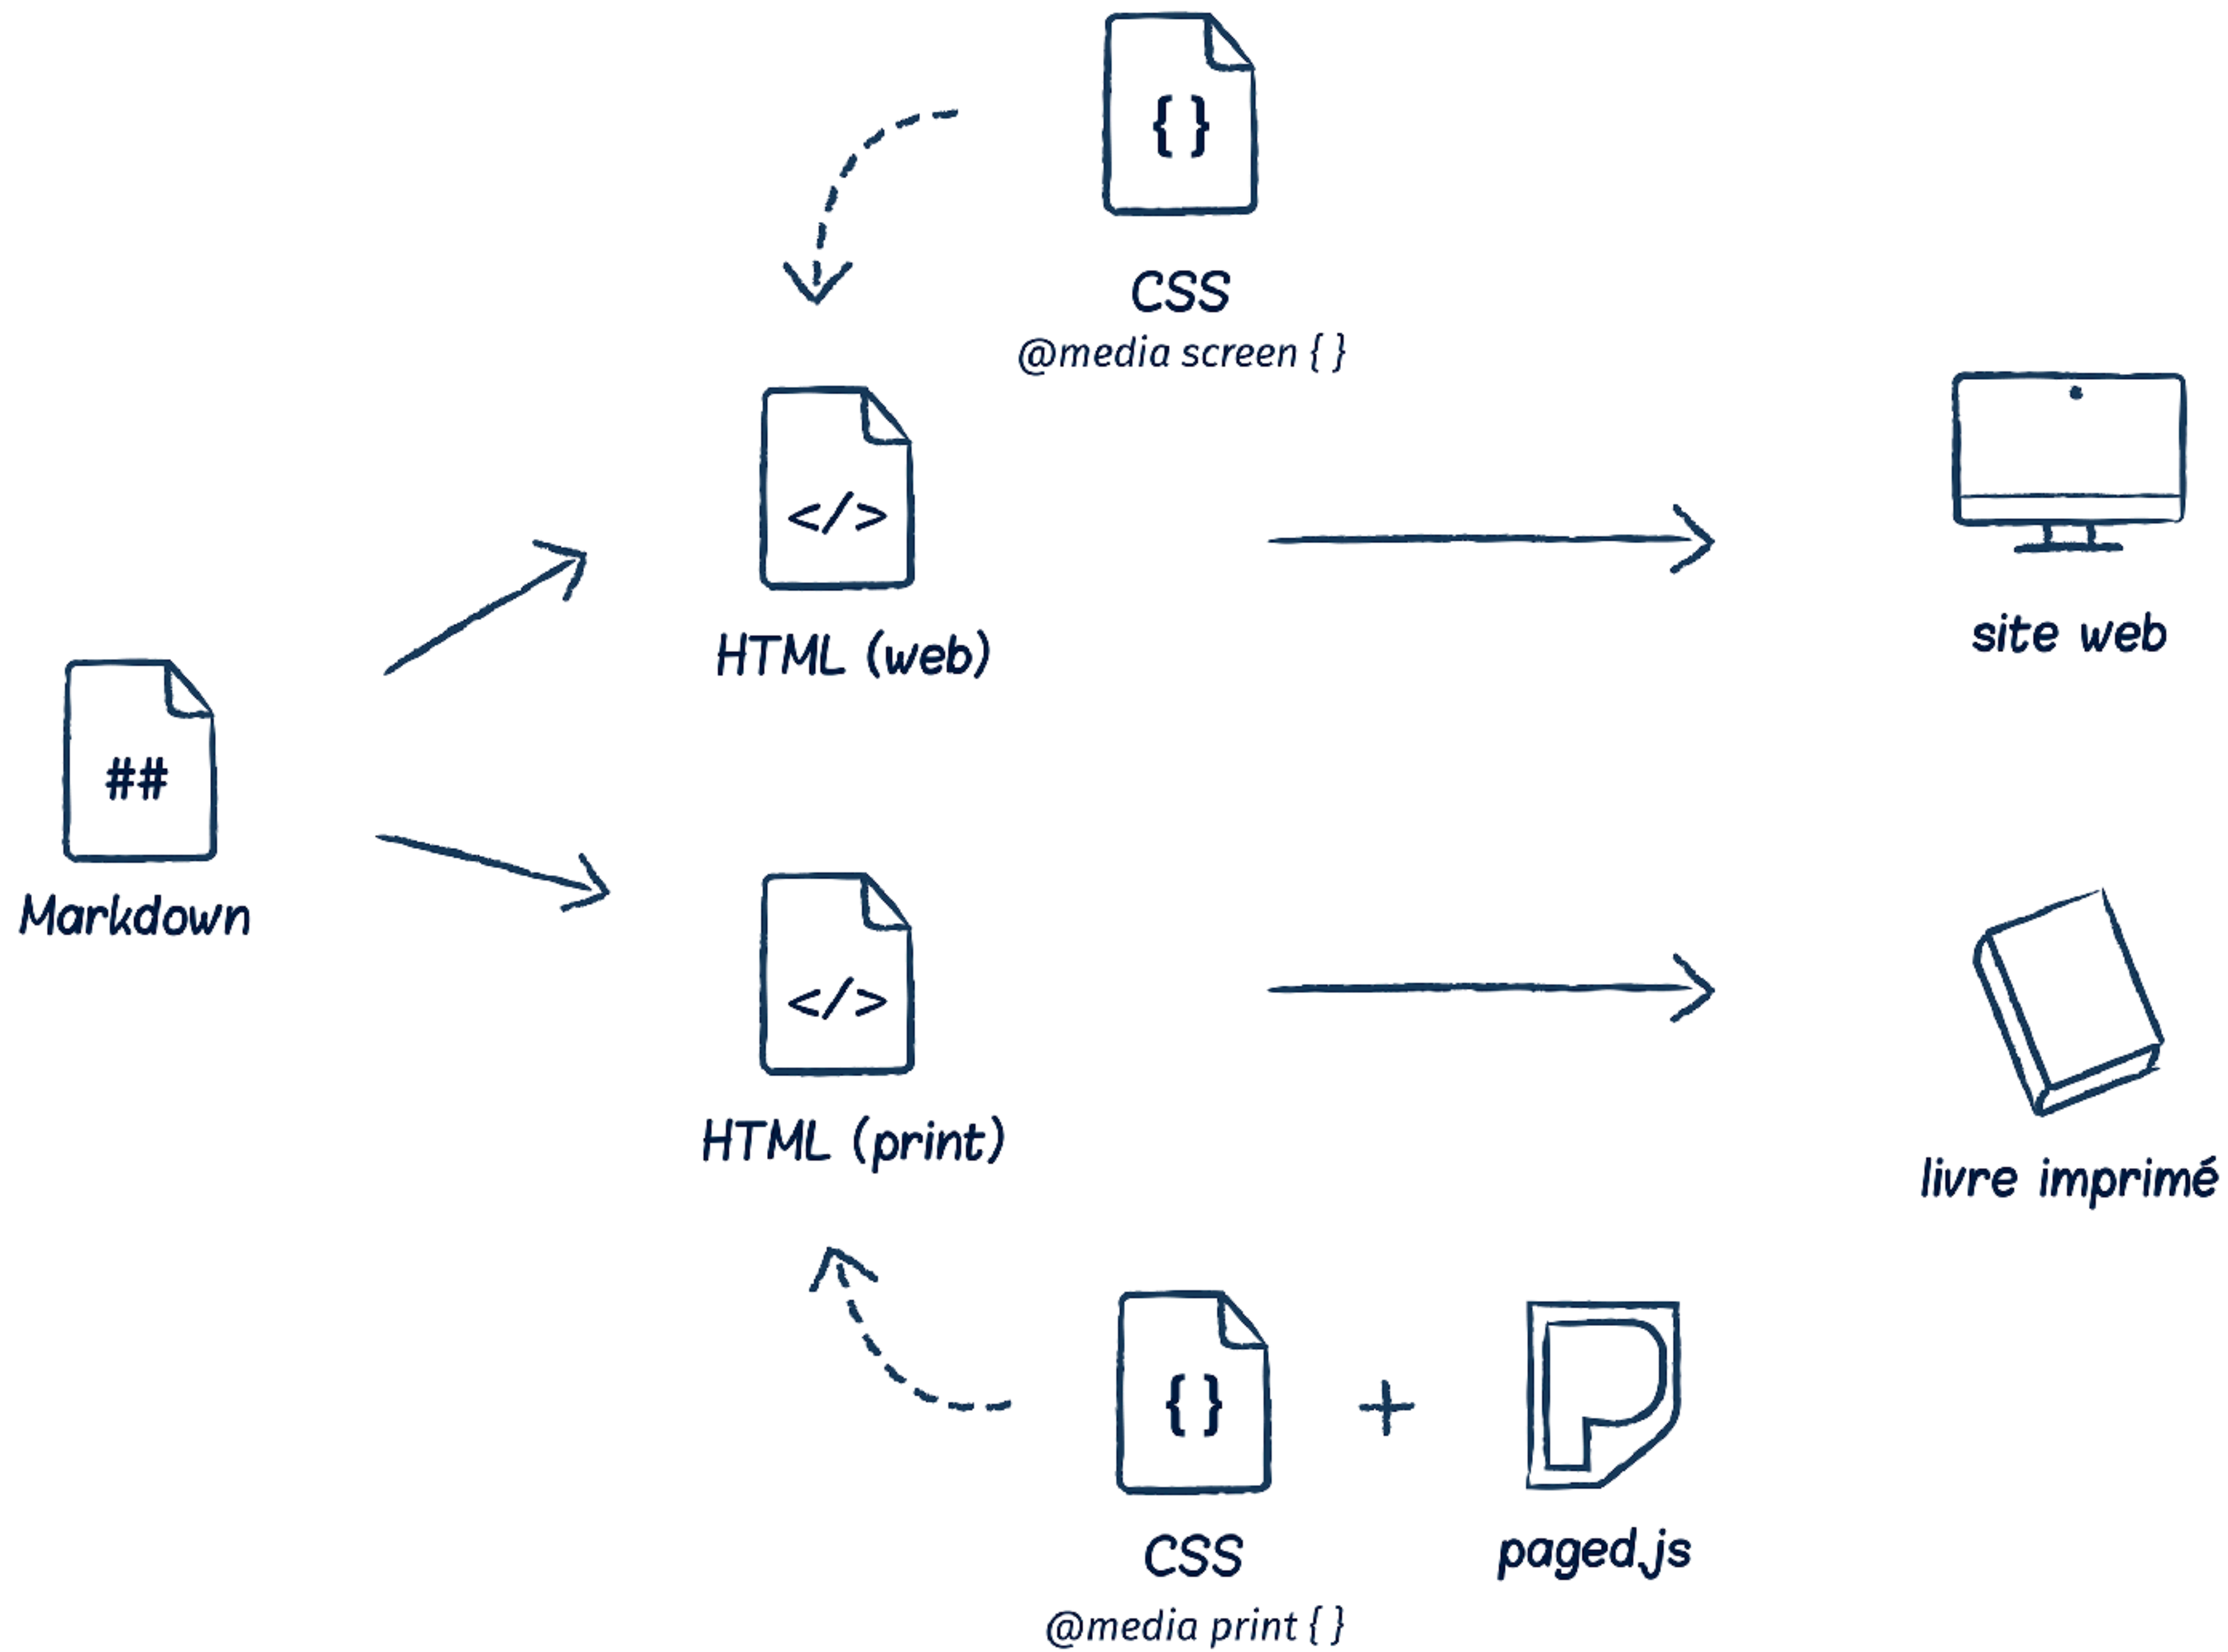 { }
CSS
@media screen { }
</>
HTML (web)
site web
##
Markdown
</>
HTML (print)
livre imprimé
{ }
+
P
CSS
@media print { }
paged.js